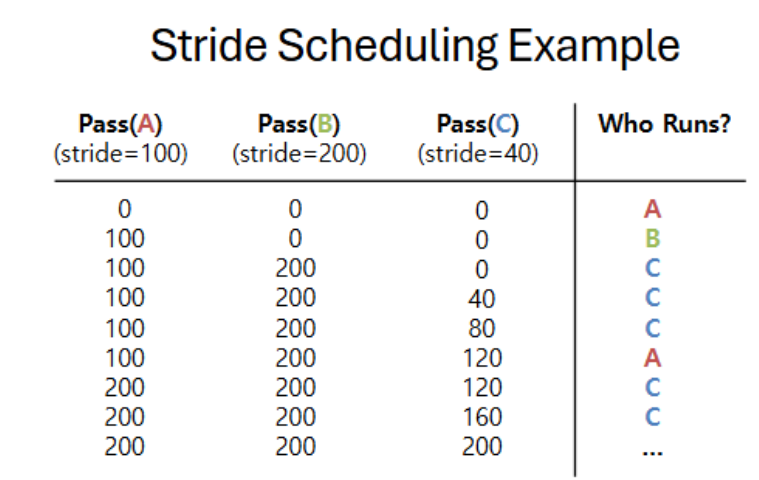 Stride Scheduling Example
Pass(A) Pass(B) Pass(C) Who Runs?
(stride=100) (stride=200) (stride=40)
0 0 0 A
100 0 0 B
100 200 0 C
100 200 40 C
100 200 80 C
100 200 120 A
200 200 120 C
200 200 160 C
200 200 200 ...